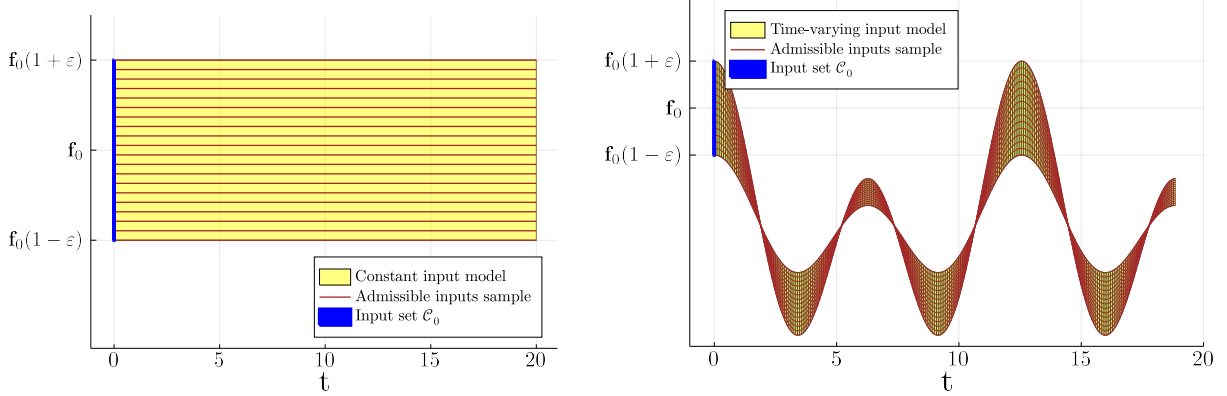 f₀(1 + ε)
f₀
f₀(1 − ε)
Constant input model
Admissible inputs sample
Input set 𝒞₀
0 5 10 15 20
t
Time-varying input model
Admissible inputs sample
Input set 𝒞₀
f₀(1 + ε)
f₀
f₀(1 − ε)
0 5 10 15 20
t